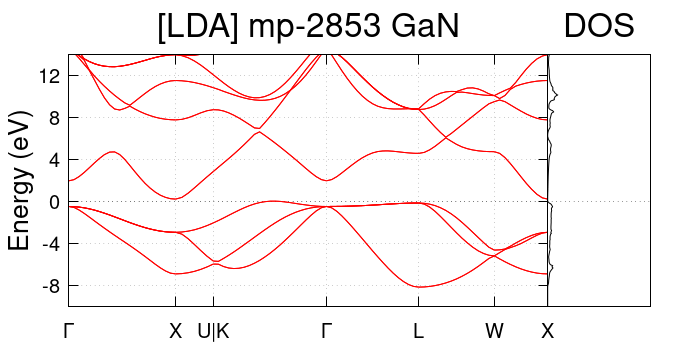 [LDA] mp-2853 GaN DOS
Energy (eV)
12
8
4
0
-4
-8
Γ X U|K Γ L W X